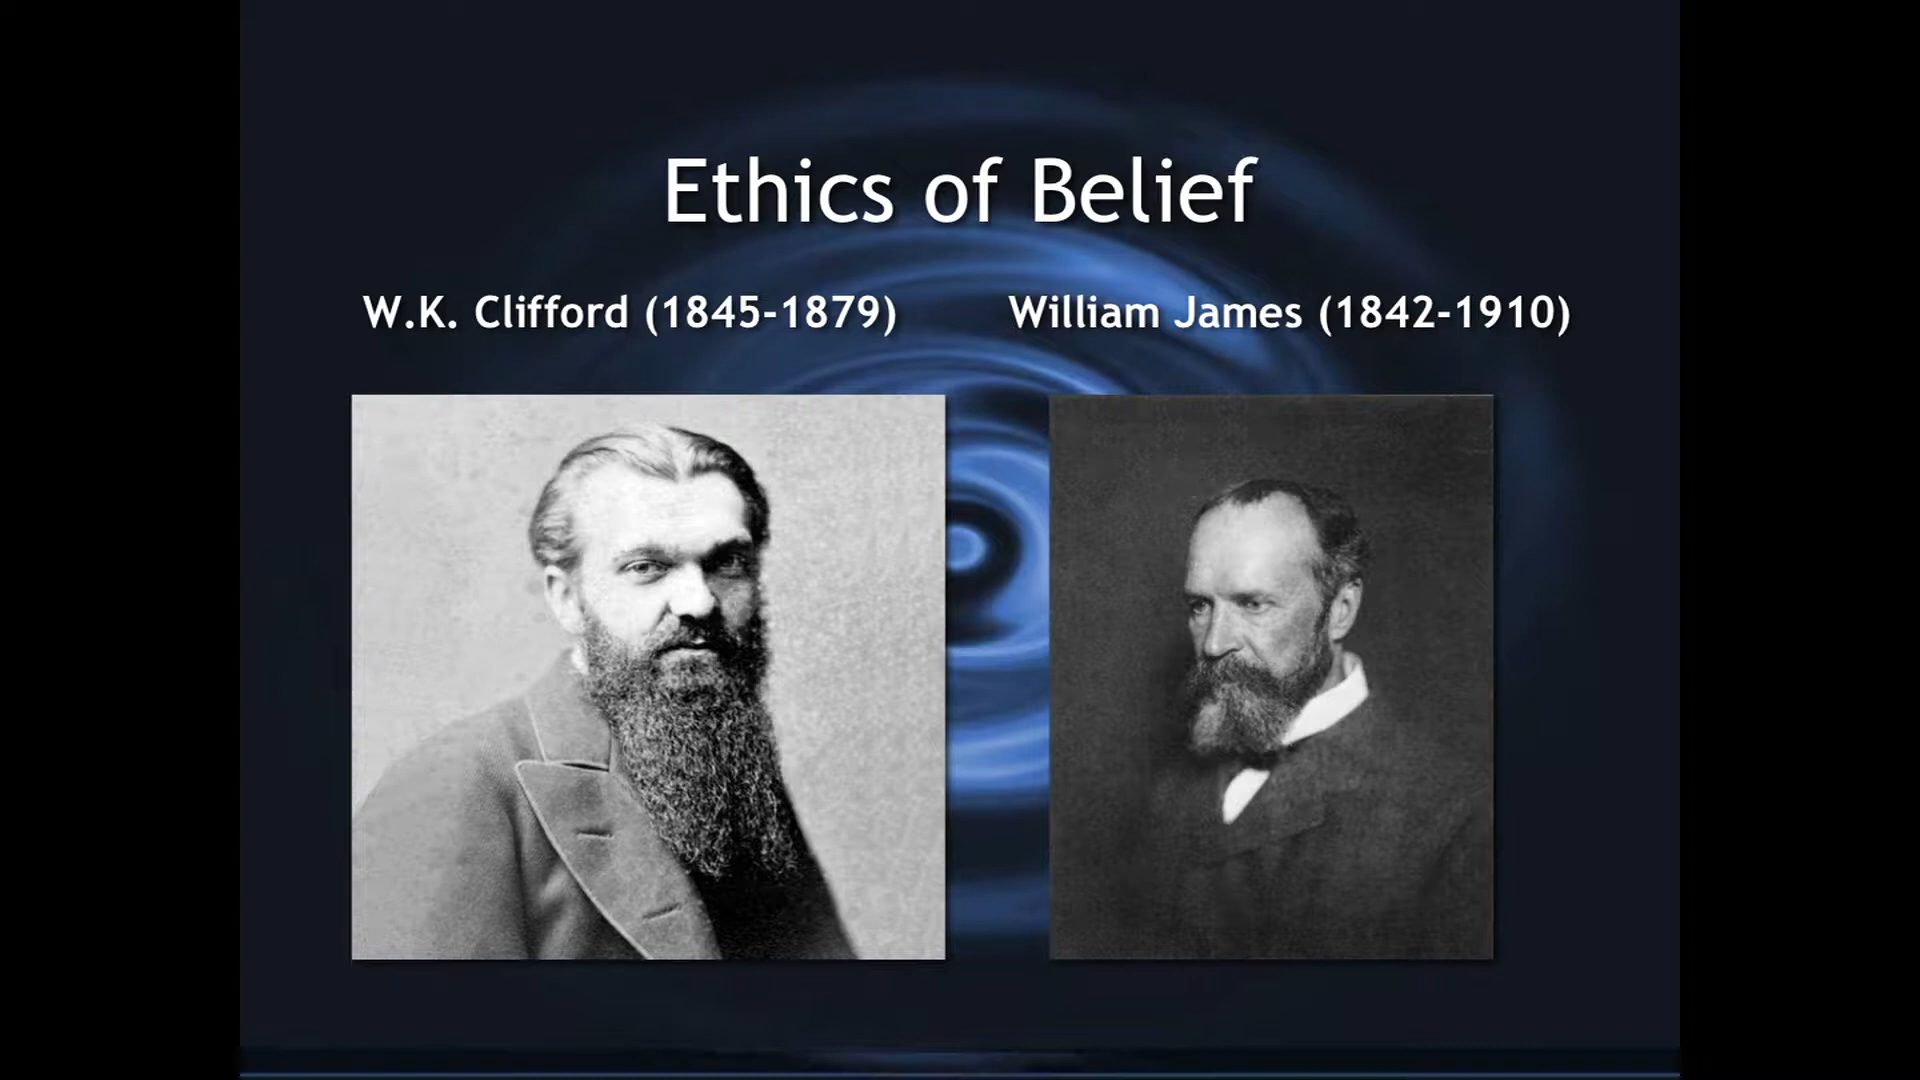 Ethics of Belief
W.K. Clifford (1845-1879)
William James (1842-1910)